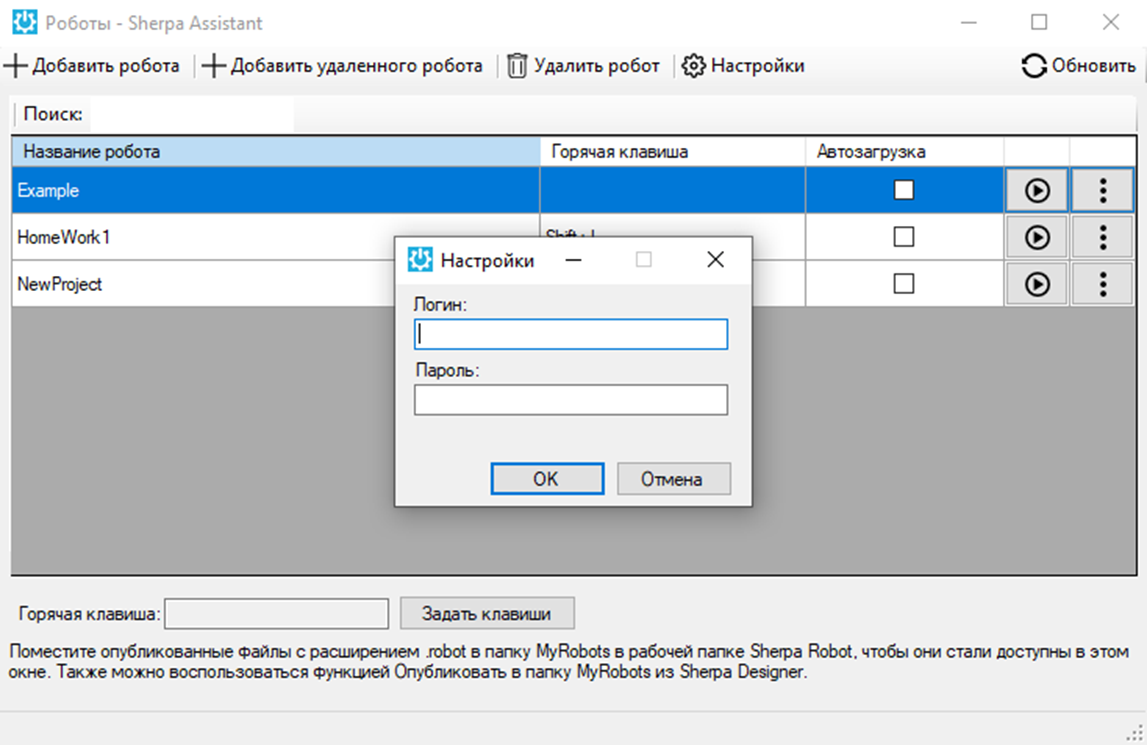 Роботы - Sherpa Assistant
Добавить робота Добавить удаленного робота Удалить робот Настройки Обновить
Поиск:
Название робота Горячая клавиша Автозагрузка
Example
HomeWork1
NewProject
Настройки
Логин:
Пароль:
OK Отмена
Горячая клавиша: Задать клавиши
Поместите опубликованные файлы с расширением .robot в папку MyRobots в рабочей папке Sherpa Robot, чтобы они стали доступны в этом
окне. Также можно воспользоваться функцией Опубликовать в папку MyRobots из Sherpa Designer.